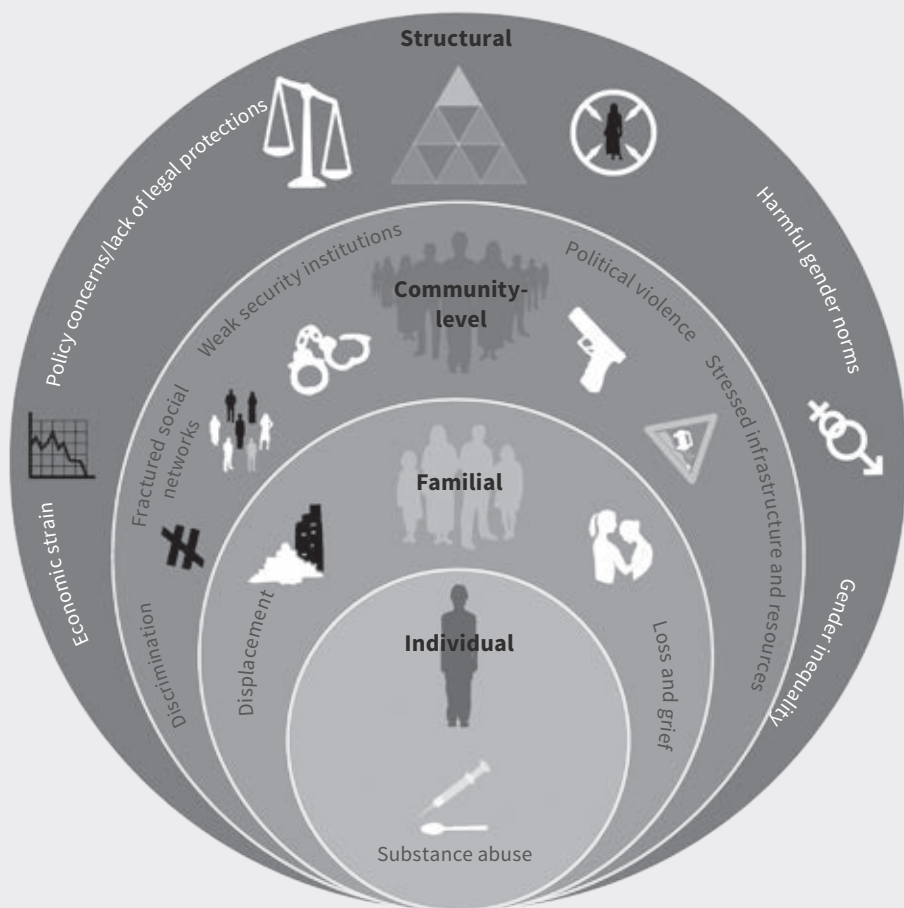 Structural
Policy concerns/lack of legal protections
Harmful gender norms
Economic strain
Gender inequality
Community-
level
Weak security institutions
Political violence
Fractured social
networks
Stressed infrastructure and resources
Discrimination
Familial
Displacement
Loss and grief
Individual
Substance abuse